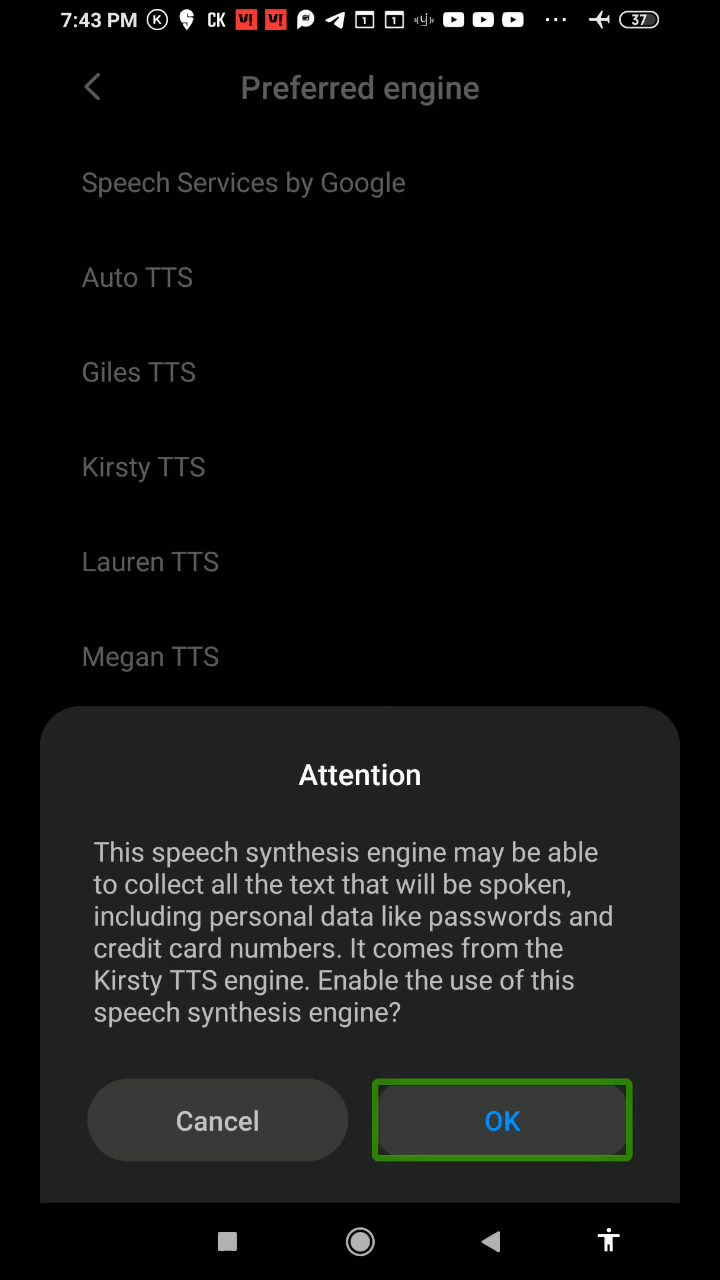 7:43 PM K CK V! V! 1 1 37
Preferred engine
Speech Services by Google
Auto TTS
Giles TTS
Kirsty TTS
Lauren TTS
Megan TTS
Attention
This speech synthesis engine may be able
to collect all the text that will be spoken,
including personal data like passwords and
credit card numbers. It comes from the
Kirsty TTS engine. Enable the use of this
speech synthesis engine?
Cancel OK